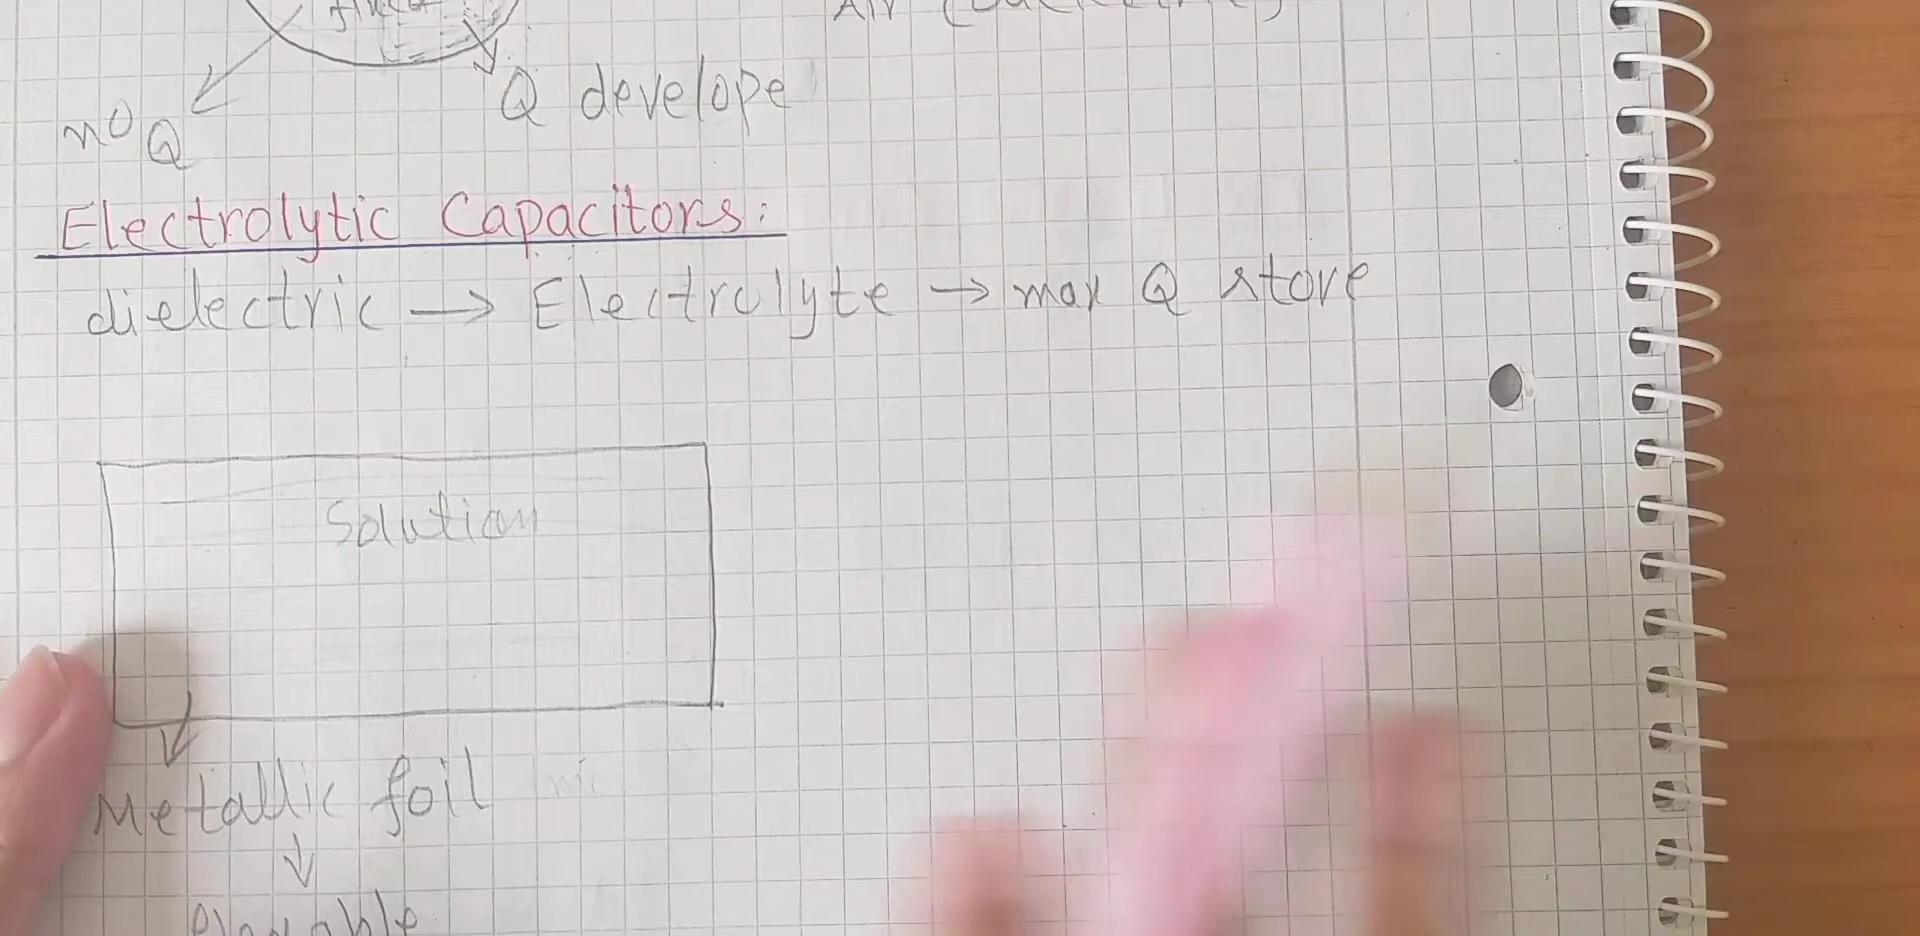 Q develope
no Q
Electrolytic Capacitors:
dielectric → Electrolyte → max Q store
Solution
Metallic foil
↓